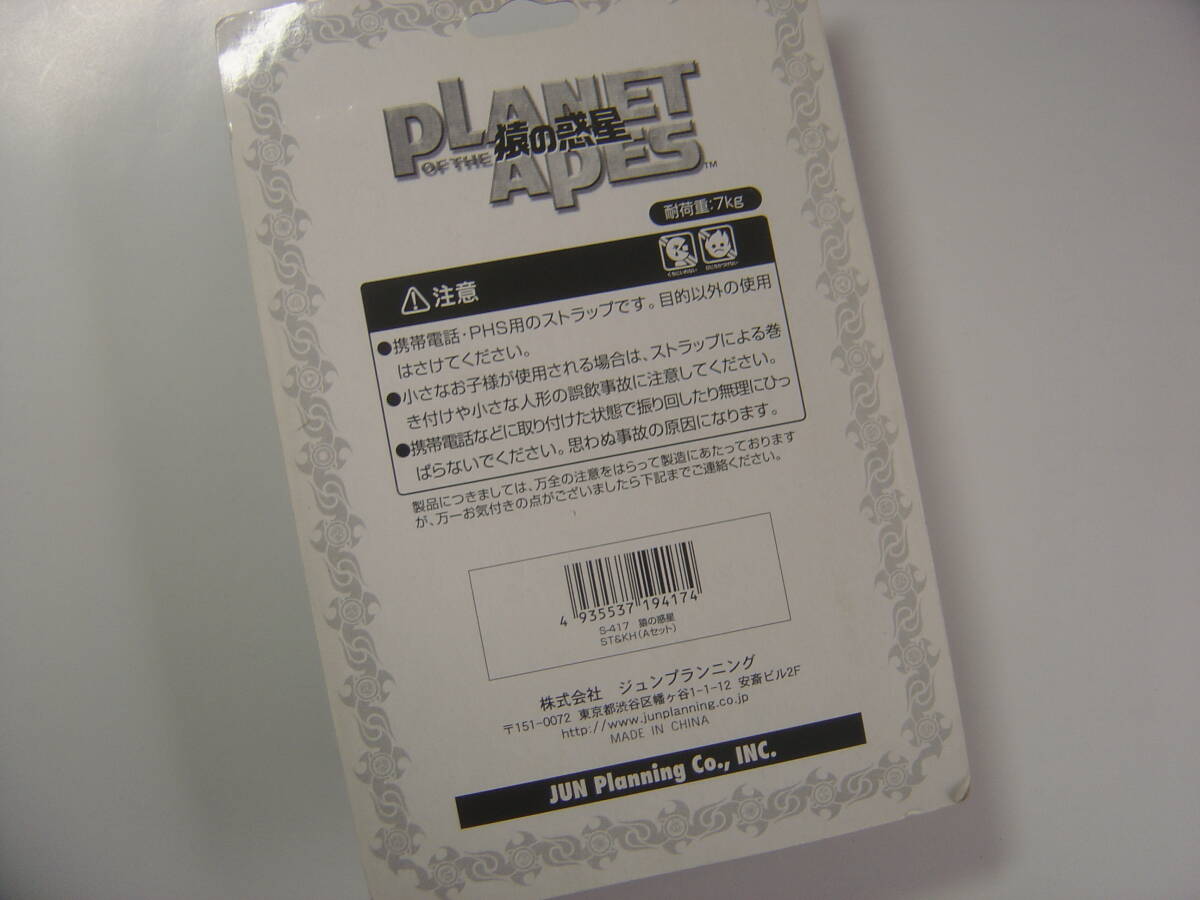 PLANET
OF THE 猿の惑星
APES™
耐荷重:7kg
注意
●携帯電話・PHS用のストラップです。目的以外の使用
はさけてください。
●小さなお子様が使用される場合は、ストラップによる巻
き付けや小さな人形の誤飲事故に注意してください。
●携帯電話などに取り付けた状態で振り回したり無理にひっ
ぱらないでください。思わぬ事故の原因になります。
製品につきましては、万全の注意をはらって製造にあたっております
が、万一お気付きの点がございましたら下記までご連絡ください。
4 935537 194174
S-417 猿の惑星
ST&KH(Aセット)
株式会社 ジュンプランニング
〒151-0072 東京都渋谷区幡ヶ谷1-1-12 安斎ビル2F
http://www.junplanning.co.jp
MADE IN CHINA
JUN Planning Co., INC.